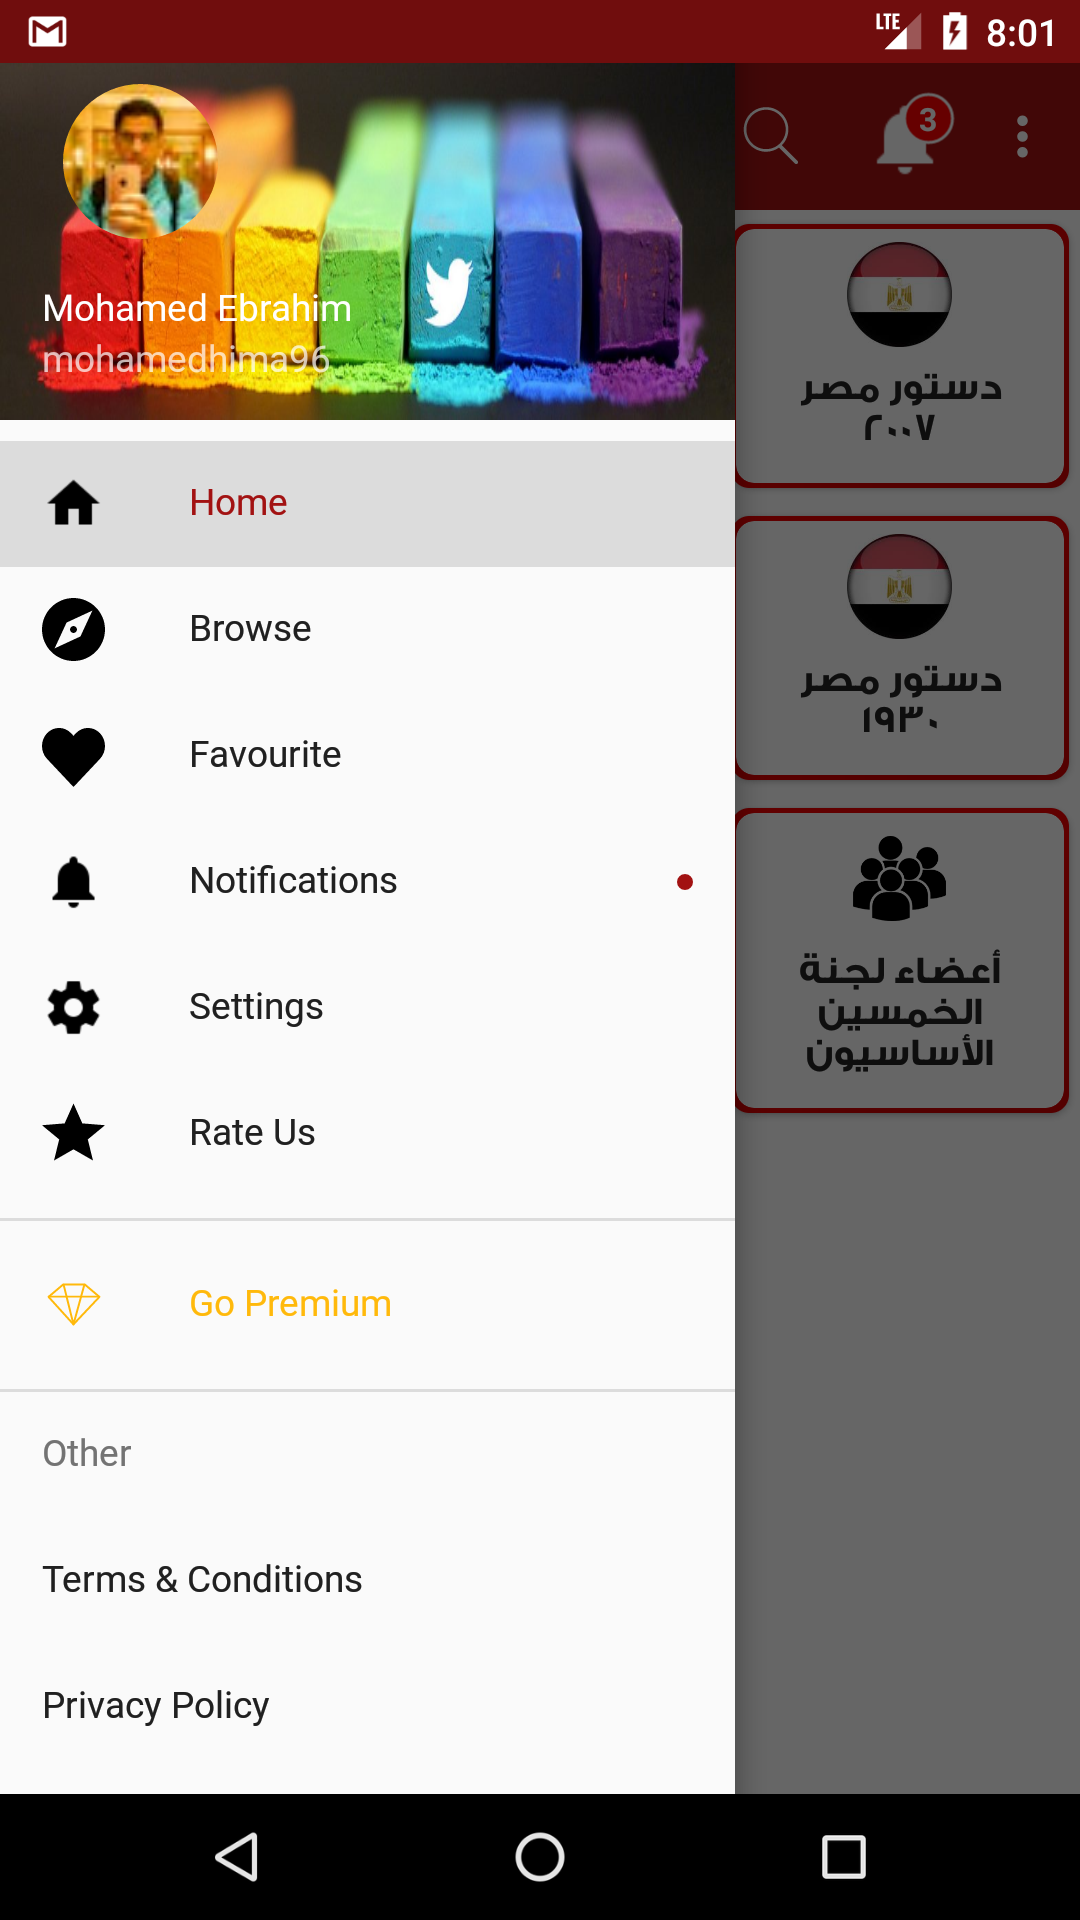 LTE 8:01
3
Mohamed Ebrahim
mohamedhima96
Home
Browse
Favourite
Notifications
Settings
Rate Us
Go Premium
Other
Terms & Conditions
Privacy Policy
دستور مصر
٢٠٠٧
دستور مصر
١٩٣٠
أعضاء لجنة
الخمسين
الأساسيون